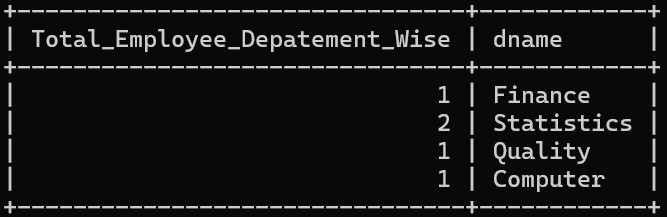 +-------------------------------+------------+
| Total_Employee_Depatement_Wise | dname      |
+-------------------------------+------------+
|                              1 | Finance    |
|                              2 | Statistics |
|                              1 | Quality    |
|                              1 | Computer   |
+-------------------------------+------------+